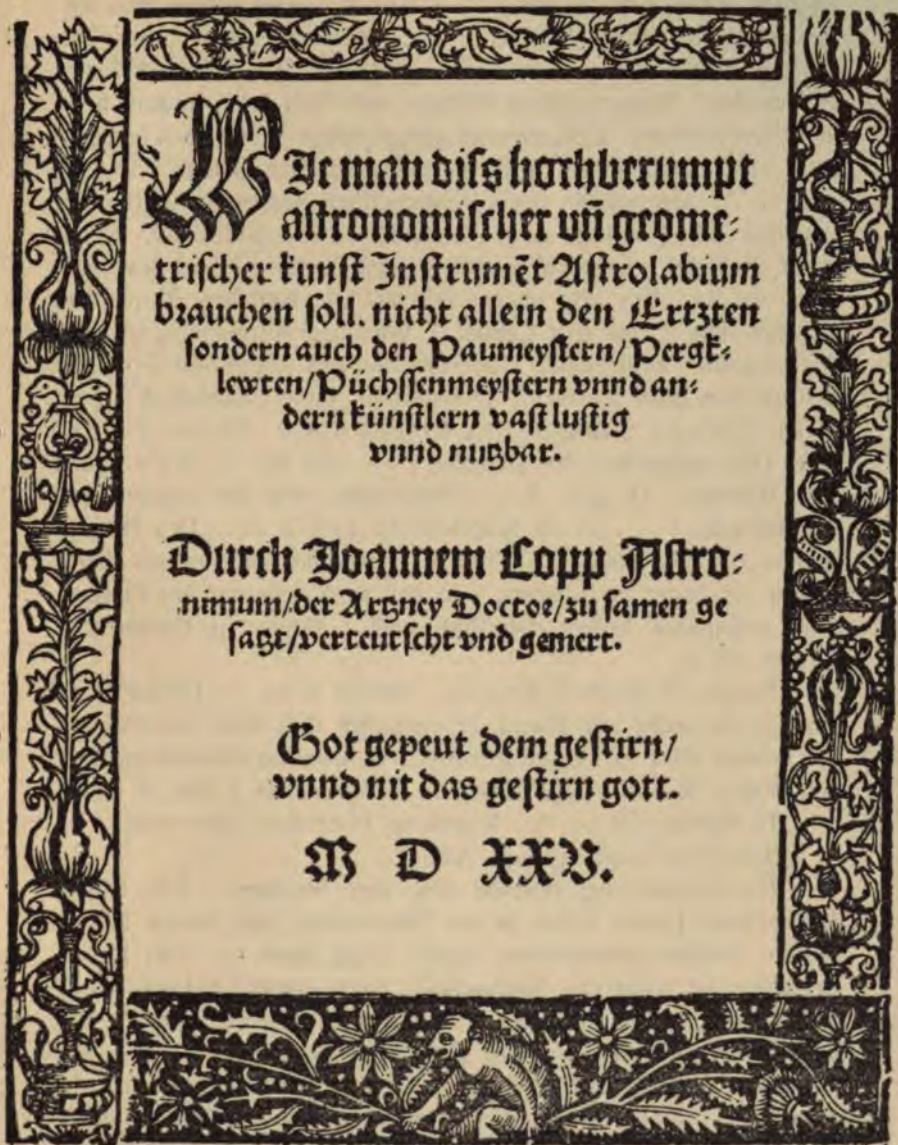 WIe man diſs hochberumpt
aſtronomiſcher vñ geome⸗
triſcher kunſt Inſtrumēt Aſtrolabium
brauchen ſoll. nicht allein den Ertzten
ſondern auch den Paumeyſtern/ Pergk⸗
lewten/ Püchſſenmeyſtern vnnd an⸗
dern künſtlern vaſt luſtig
vnnd nutzbar.
Durch Joannem Copp Aſtro⸗
nimum/ der Artzney Doctoꝛ/ zu ſamen ge
ſatzt/ verteutſcht vnd gemert.
Got gepeut dem geſtirn/
vnnd nit das geſtirn gott.
M D XXV.